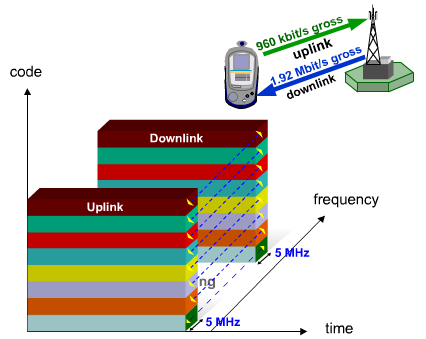 960 kbit/s gross
uplink
1.92 Mbit/s gross
downlink
code
Downlink
Uplink
frequency
5 MHz
ng
5 MHz
time